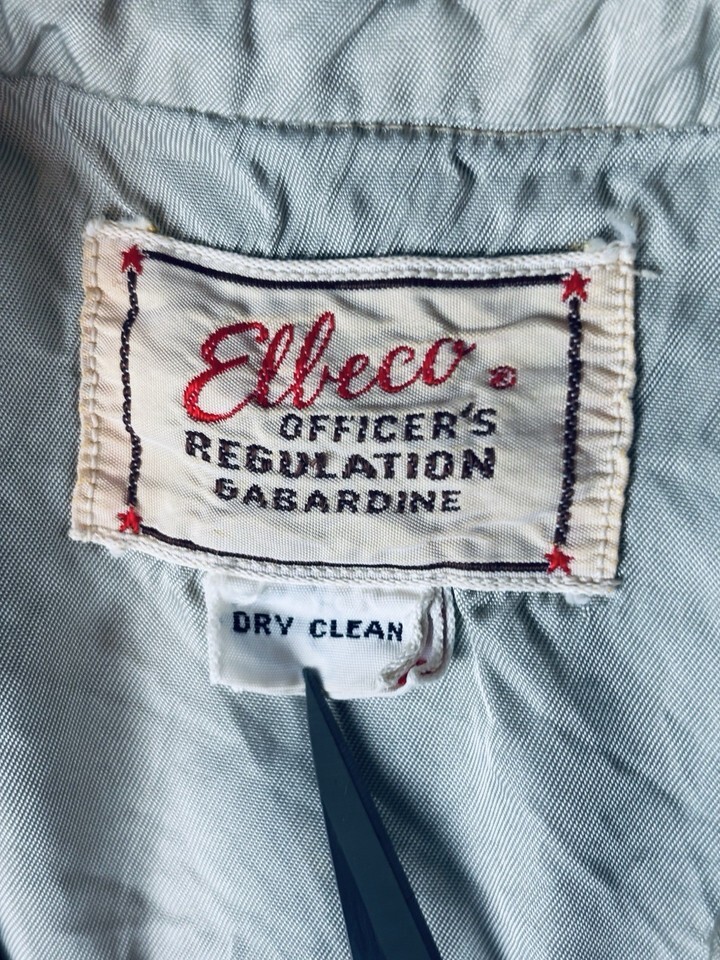 Elbeco ®
OFFICER'S
REGULATION
GABARDINE
DRY CLEAN